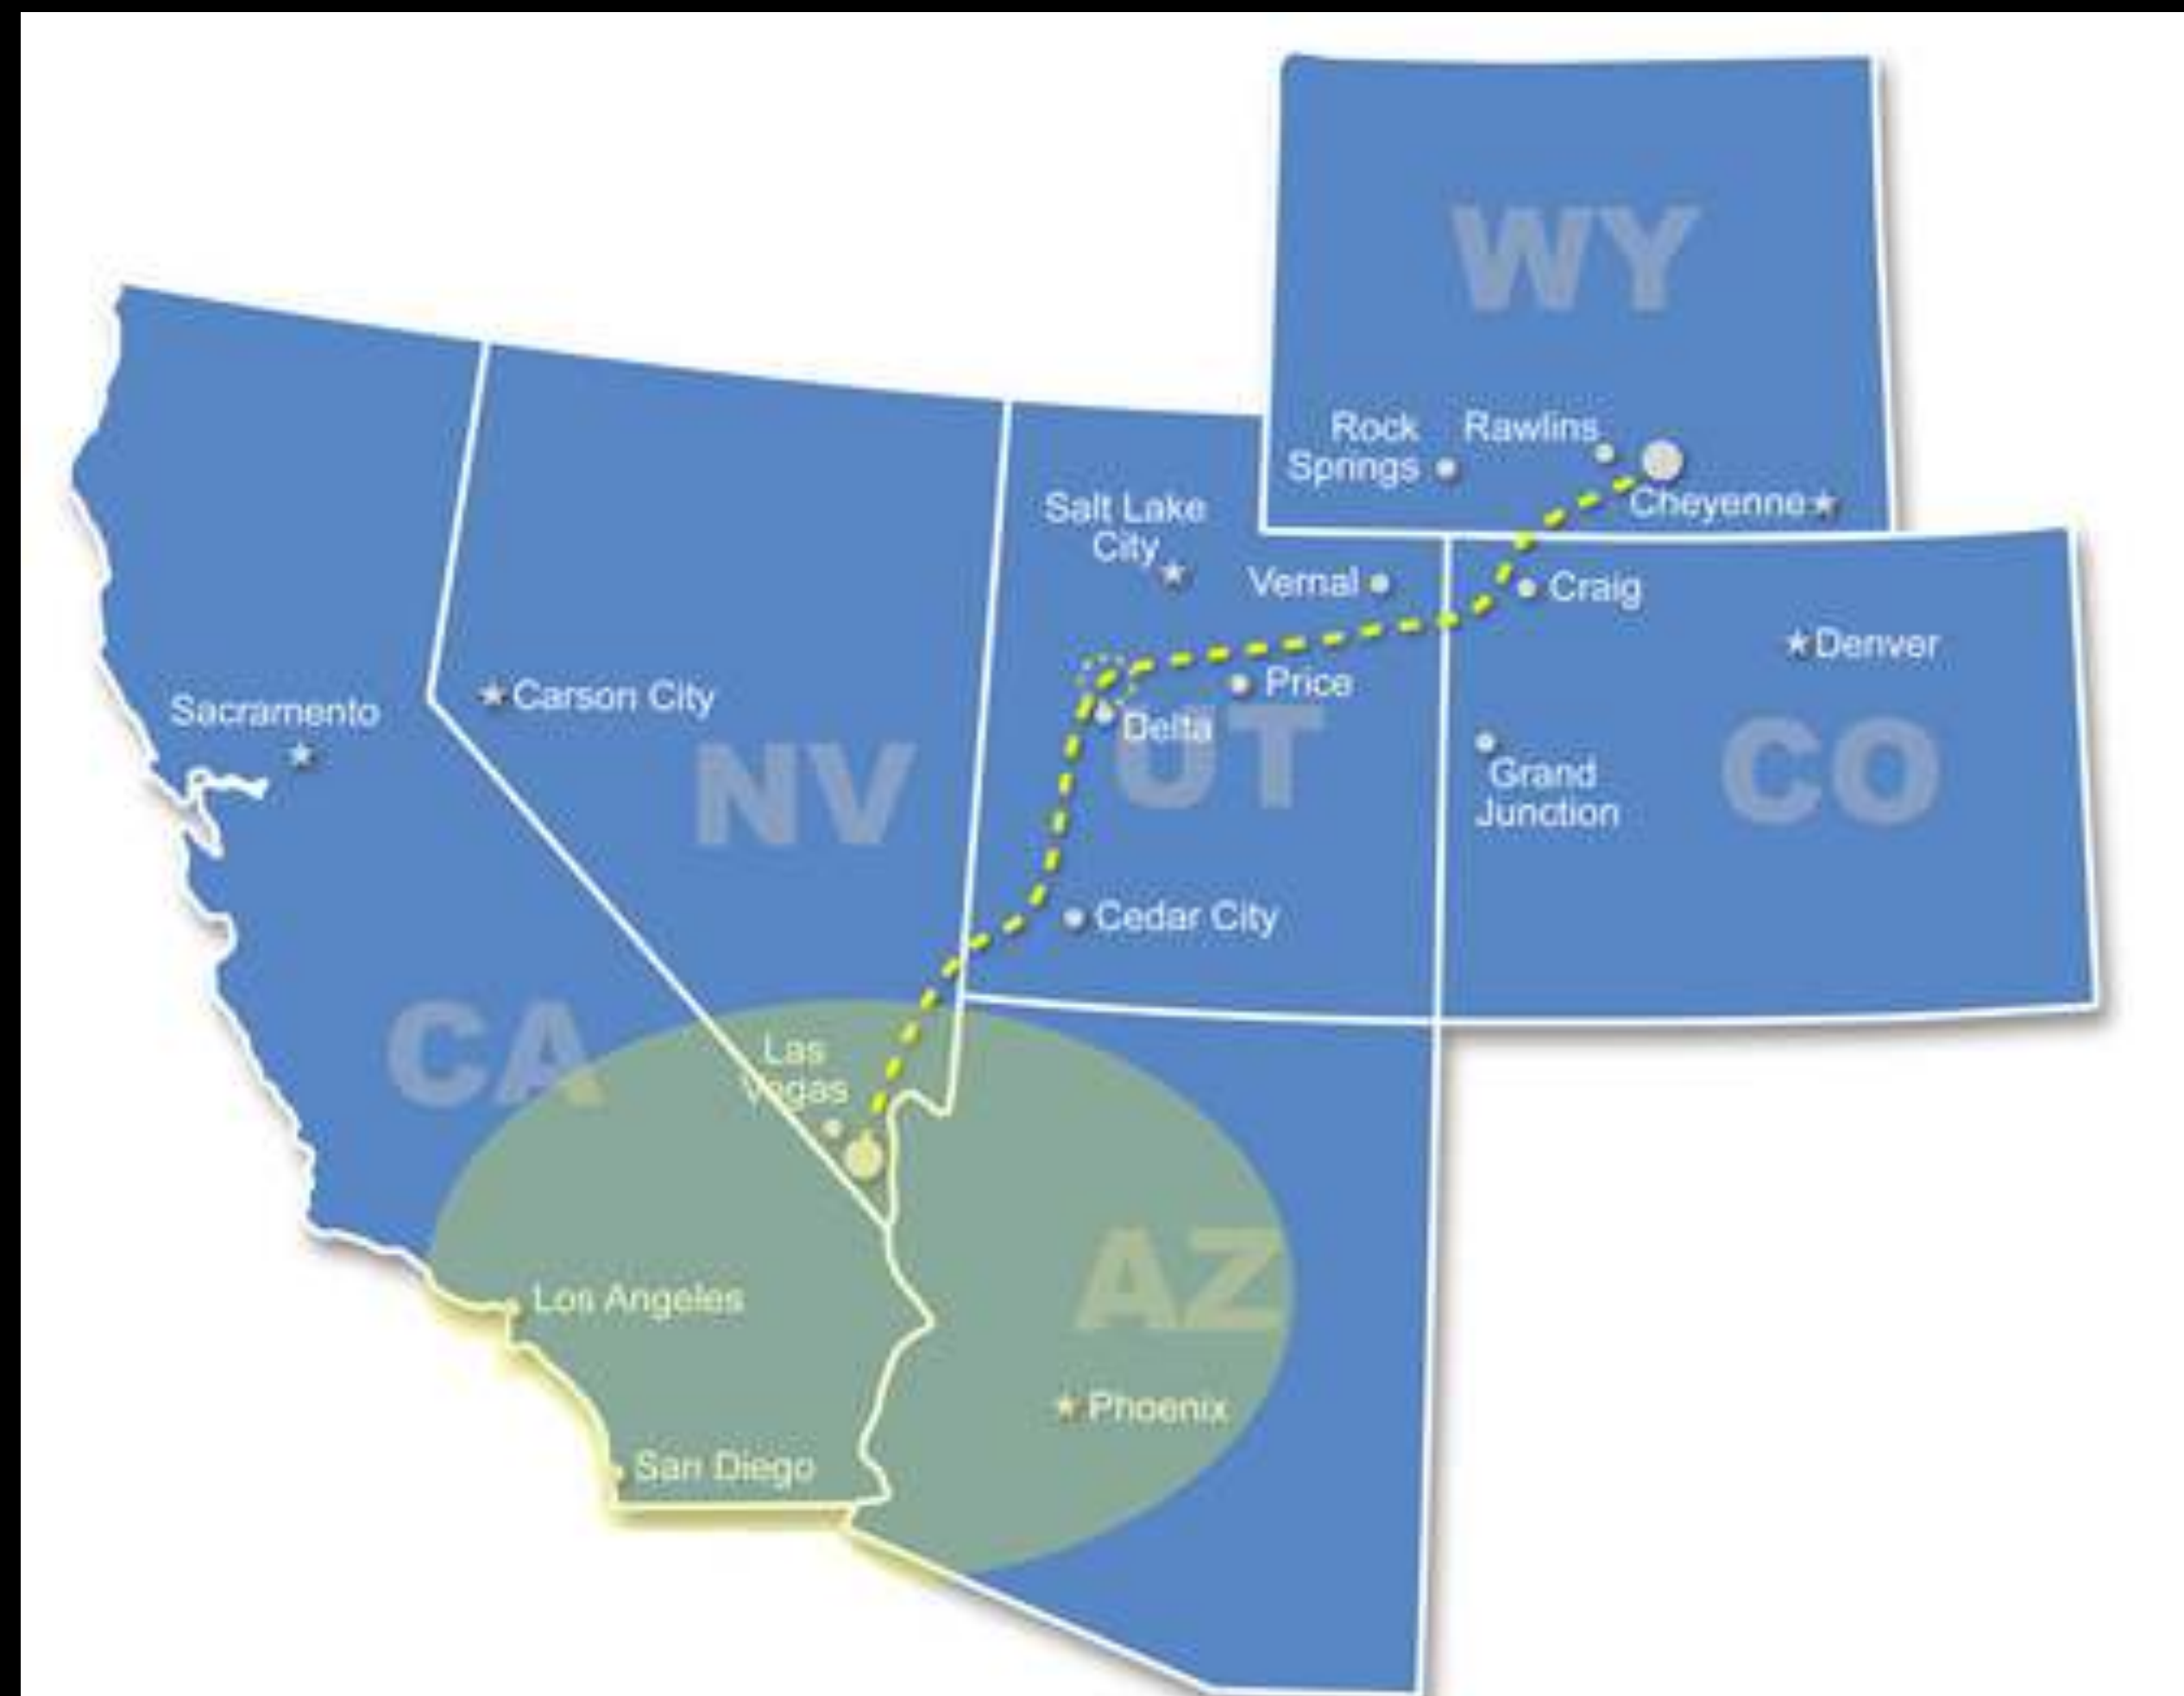 WY
Rock
Springs
Rawlins
Cheyenne
Salt Lake
City
Vernal
Craig
Denver
Price
Delta
UT
Carson City
Sacramento
NV
Grand
Junction
CO
Cedar City
CA
Las
Vegas
AZ
Los Angeles
Phoenix
San Diego